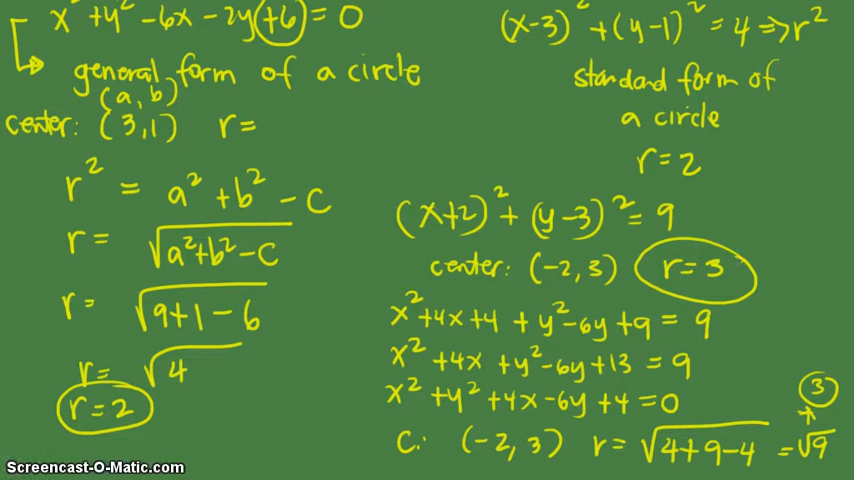 x² + y² - 6x - 2y + 6 = 0
general form of a circle
(a, b)
center: (3, 1) r =
r² = a² + b² - c
r = √(a² + b² - c)
r = √(9 + 1 - 6)
r = √4
r = 2
(x-3)² + (y-1)² = 4 ⇒ r²
standard form of
a circle
r = 2
(x+2)² + (y-3)² = 9
center: (-2, 3) r = 3
x² + 4x + 4 + y² - 6y + 9 = 9
x² + 4x + y² - 6y + 13 = 9
x² + y² + 4x - 6y + 4 = 0
3
C: (-2, 3) r = √(4 + 9 - 4) = √9
Screencast-O-Matic.com